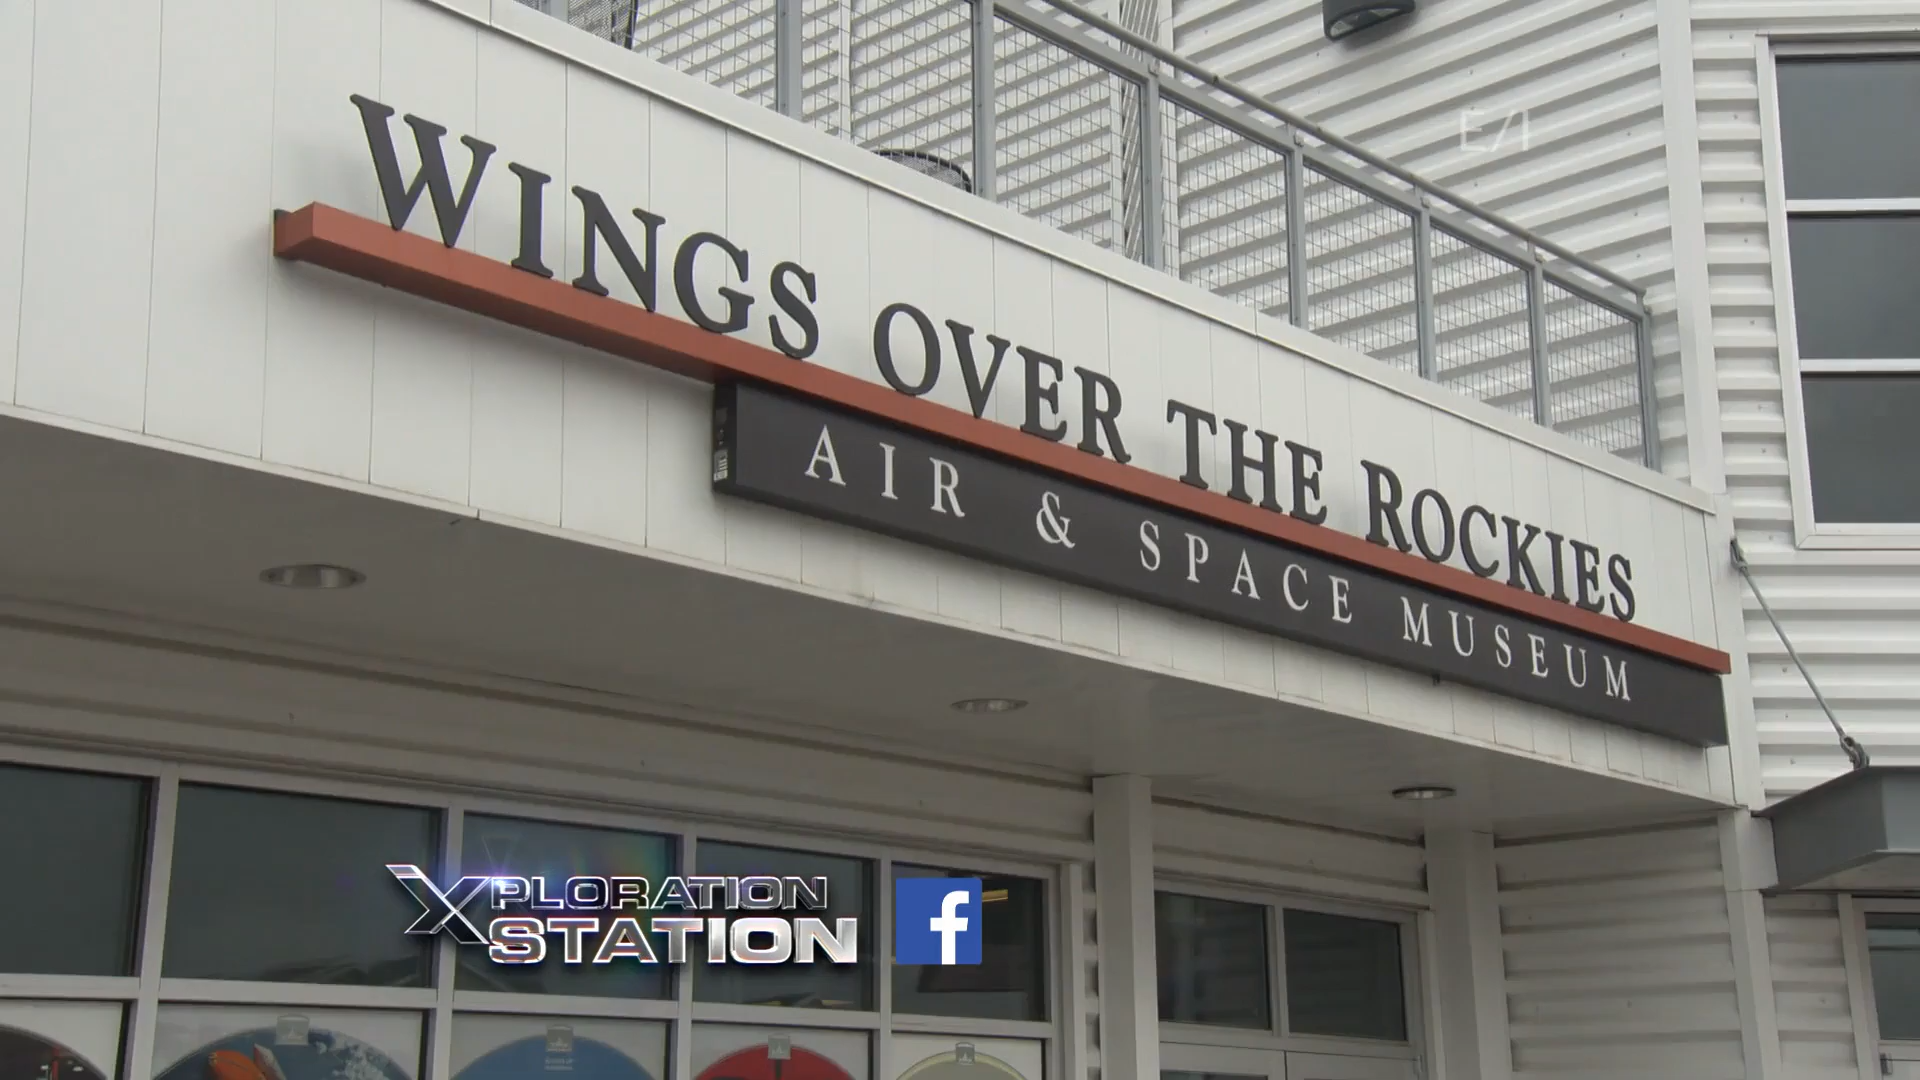 E/I
WINGS OVER THE ROCKIES
AIR & SPACE MUSEUM
XPLORATION
STATION
f